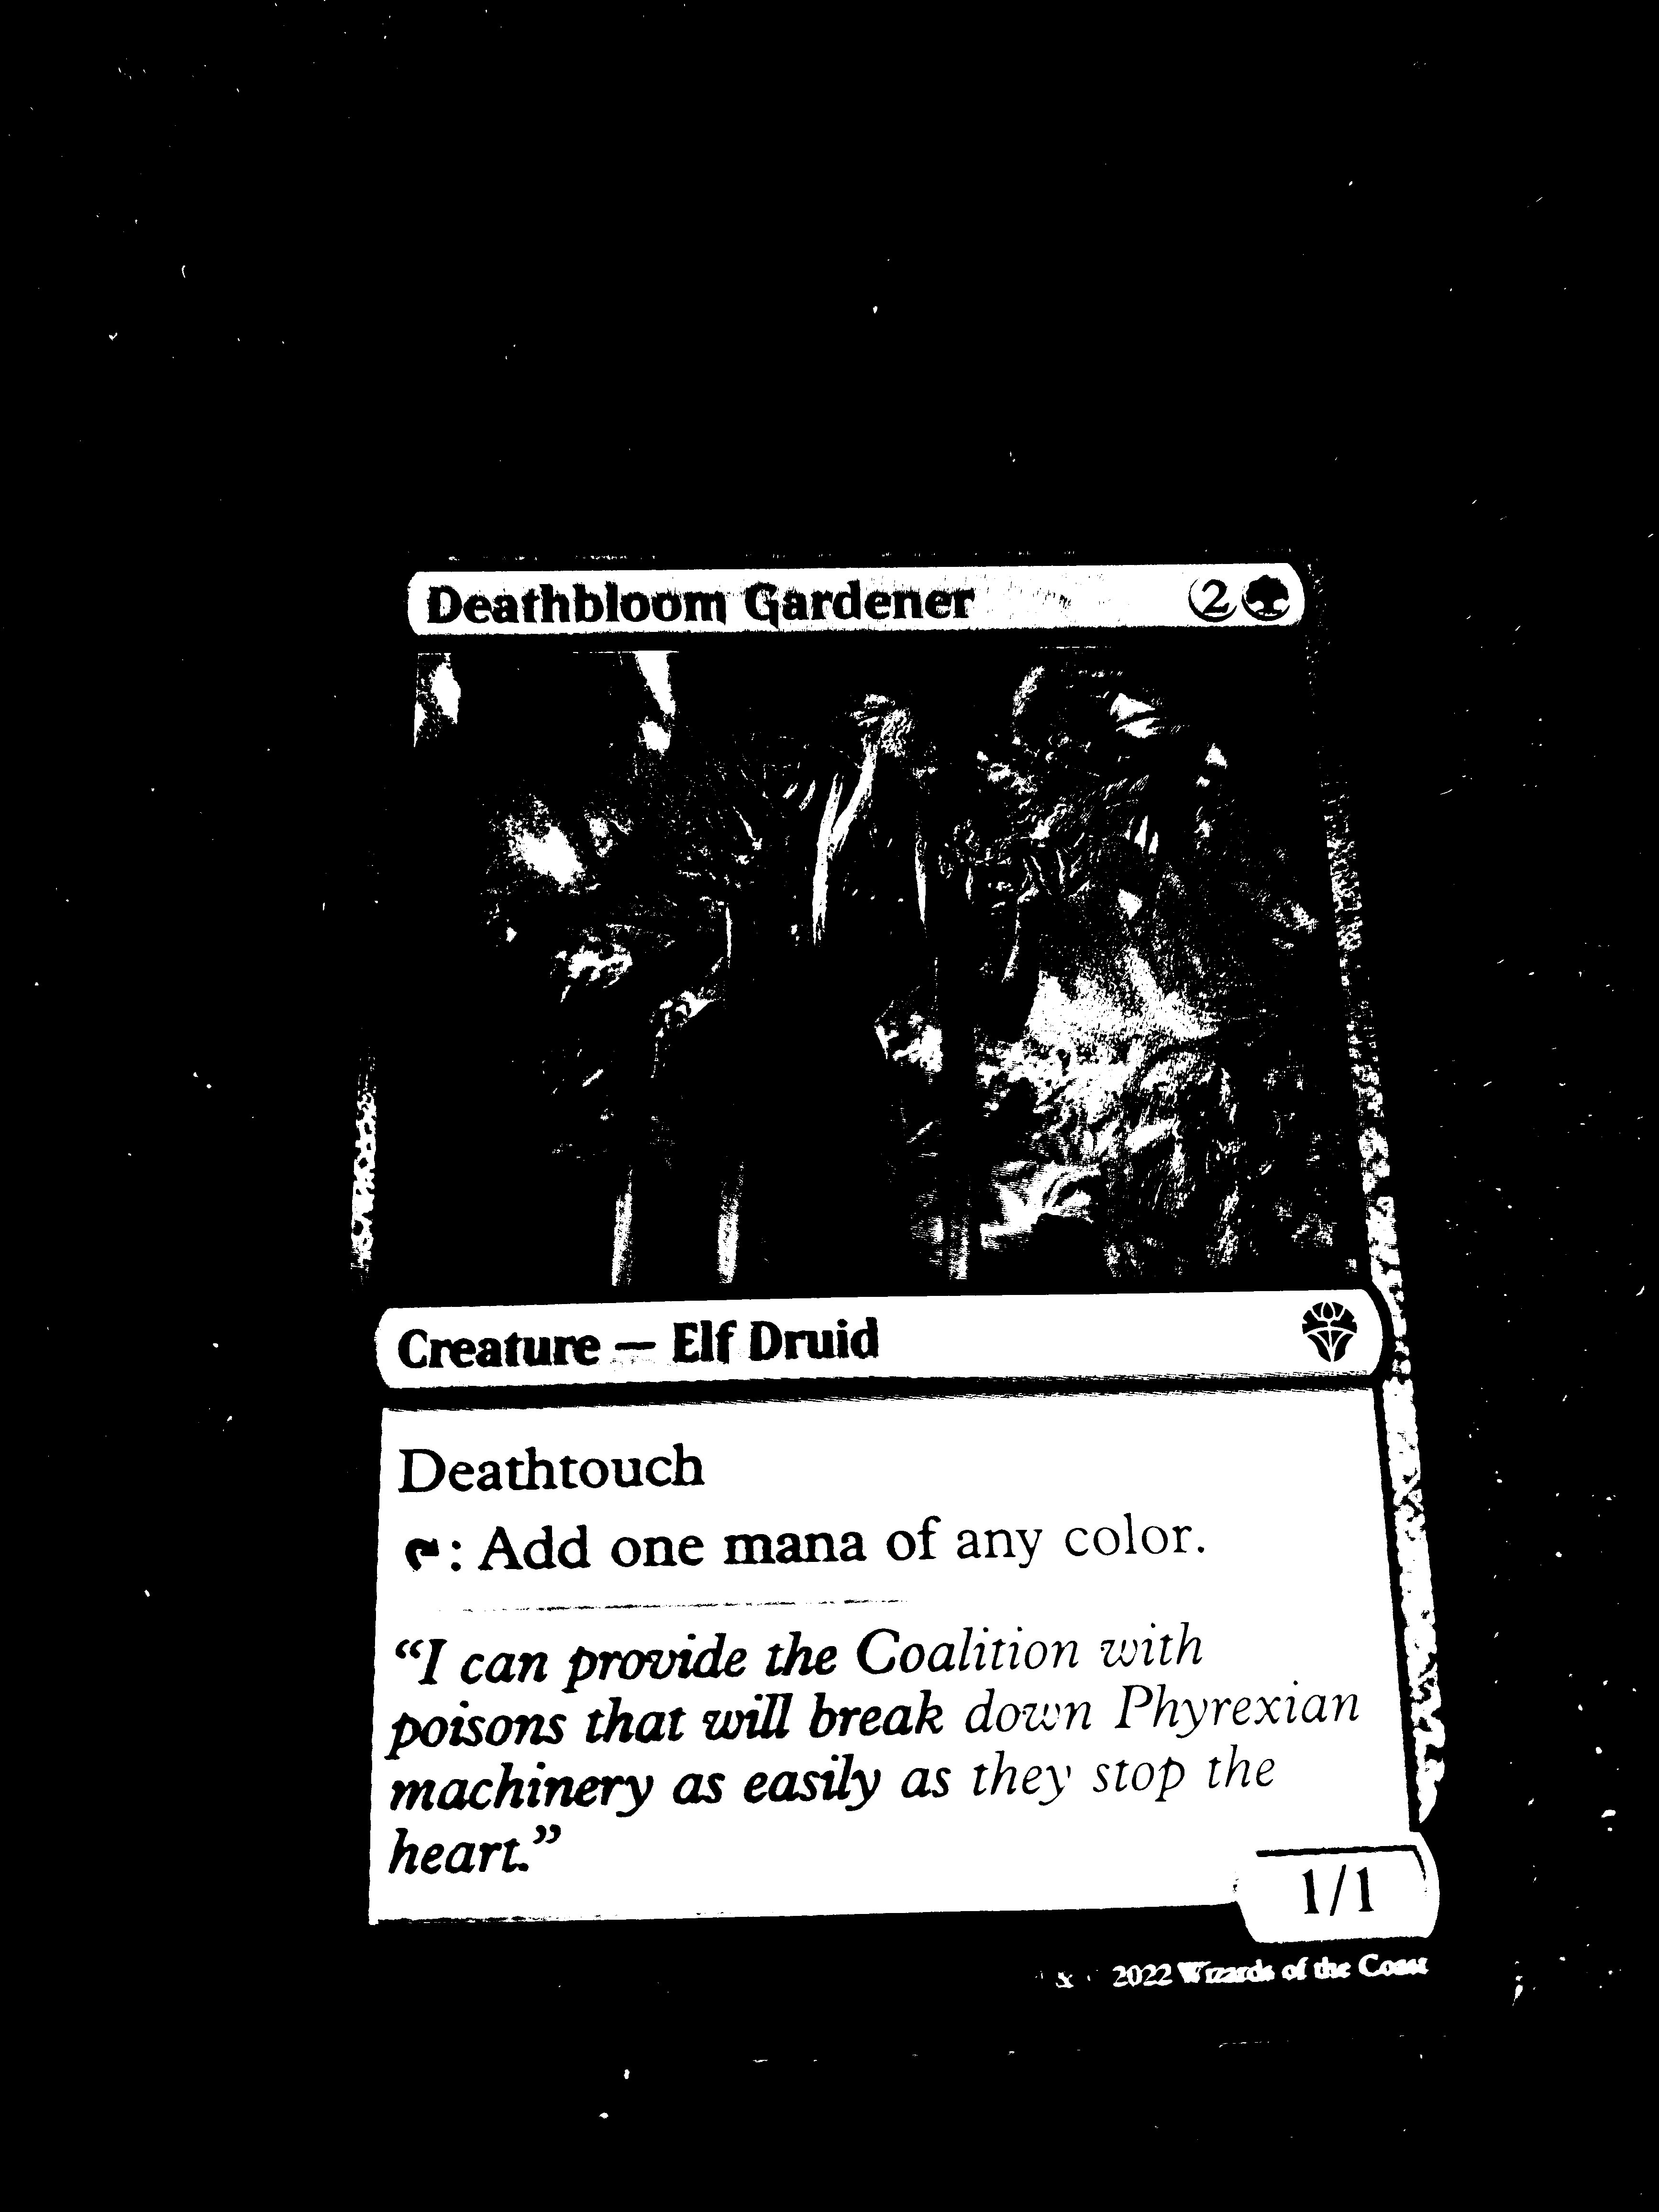 Deathbloom Gardener 2
Creature — Elf Druid
Deathtouch
: Add one mana of any color.
“I can provide the Coalition with
poisons that will break down Phyrexian
machinery as easily as they stop the
heart.”
1/1
& 2022 Wizards of the Coast